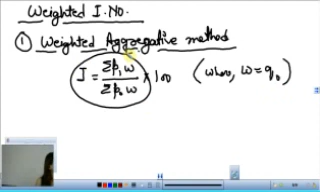 Weighted I.No.
① Weighted Aggregative method
I = Σp₁w / Σp₀w × 100 (when, w = q₀)